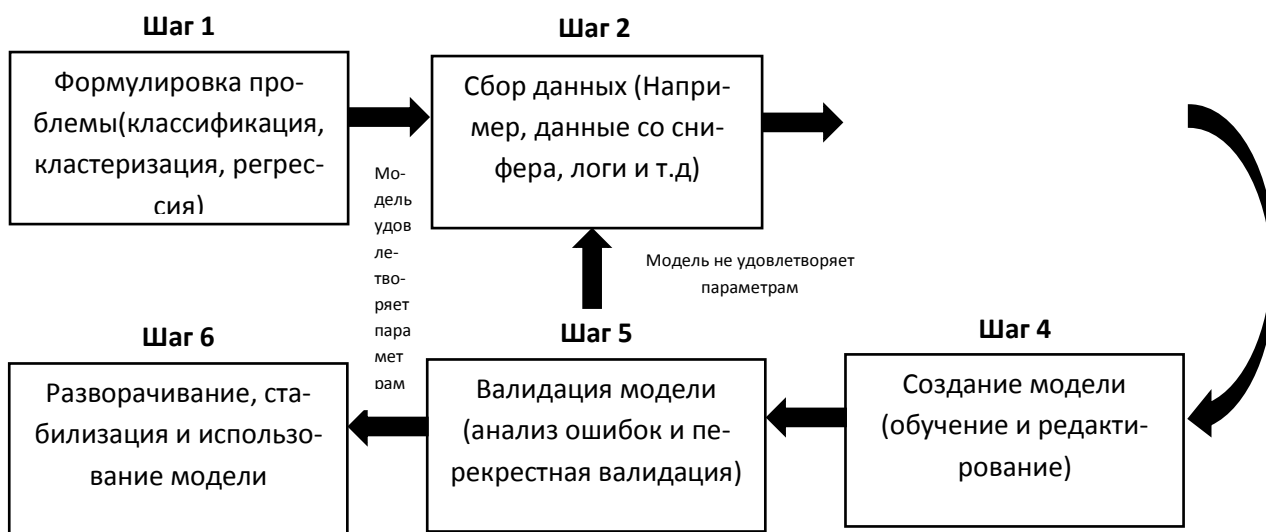 Шаг 1
Формулировка про-
блемы(классификация,
кластеризация, регрес-
сия)
Шаг 2
Сбор данных (Напри-
мер, данные со сни-
фера, логи и т.д)
Мо-
дель
удов
ле-
тво-
ряет
пара
мет
рам
Модель не удовлетворяет
параметрам
Шаг 4
Создание модели
(обучение и редакти-
рование)
Шаг 5
Валидация модели
(анализ ошибок и пе-
рекрестная валидация)
Шаг 6
Разворачивание, ста-
билизация и использо-
вание модели